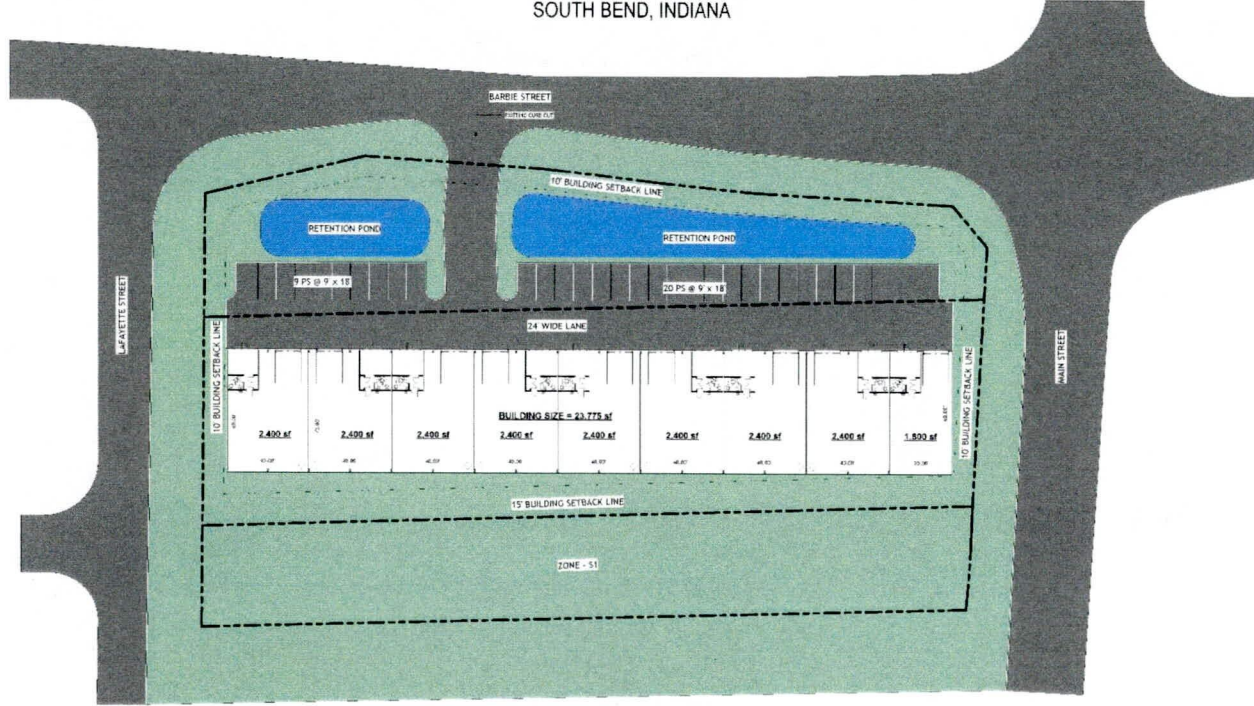 SOUTH BEND, INDIANA
BARBIE STREET
10' BUILDING SETBACK LINE
RETENTION POND
RETENTION POND
9 PS @ 9' x 18'
20 PS @ 9' x 18'
24' WIDE LANE
LAFAYETTE STREET
MAIN STREET
10' BUILDING SETBACK LINE
10' BUILDING SETBACK LINE
BUILDING SIZE = 23,775 sf
2,400 sf
2,400 sf
2,400 sf
2,400 sf
2,400 sf
2,400 sf
2,400 sf
2,400 sf
1,800 sf
15' BUILDING SETBACK LINE
ZONE - S1